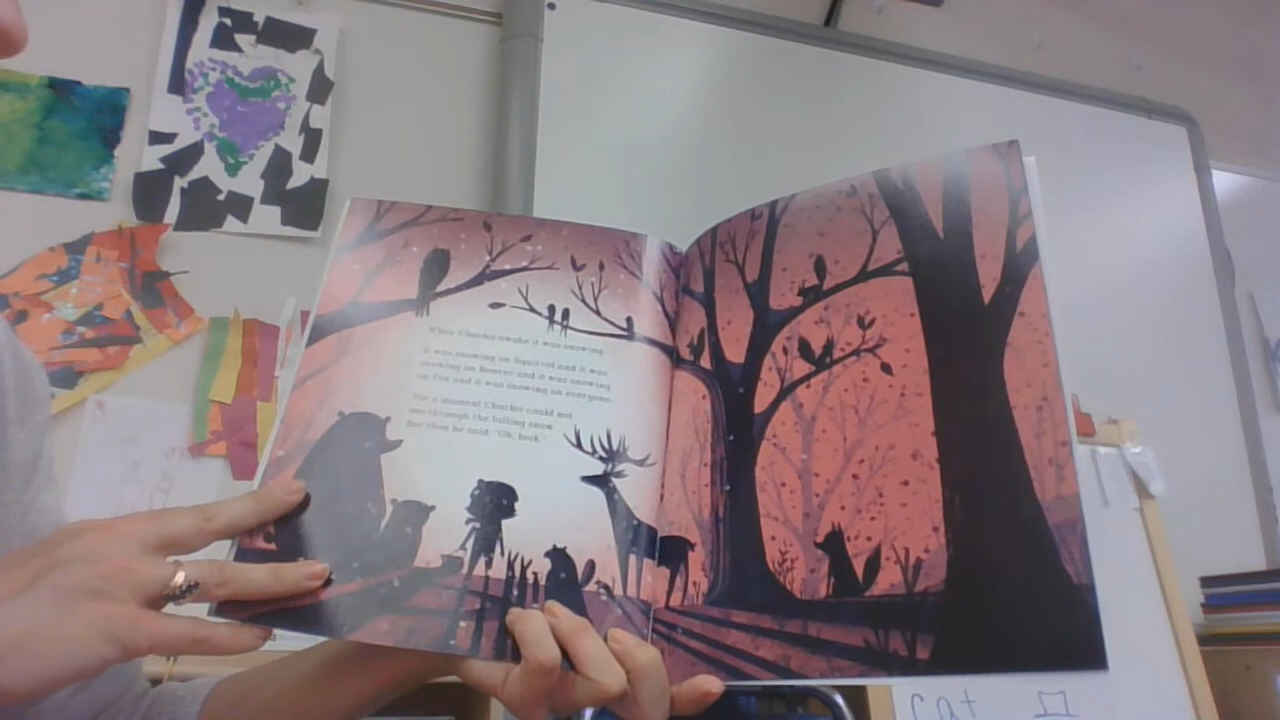 When Charles awoke it was snowing.
It was snowing on Squirrel and it was
snowing on Beaver and it was snowing
on Fox and it was snowing on everyone.
For a moment Charles could not
see through the falling snow
But then he said, "Oh, look."
cat